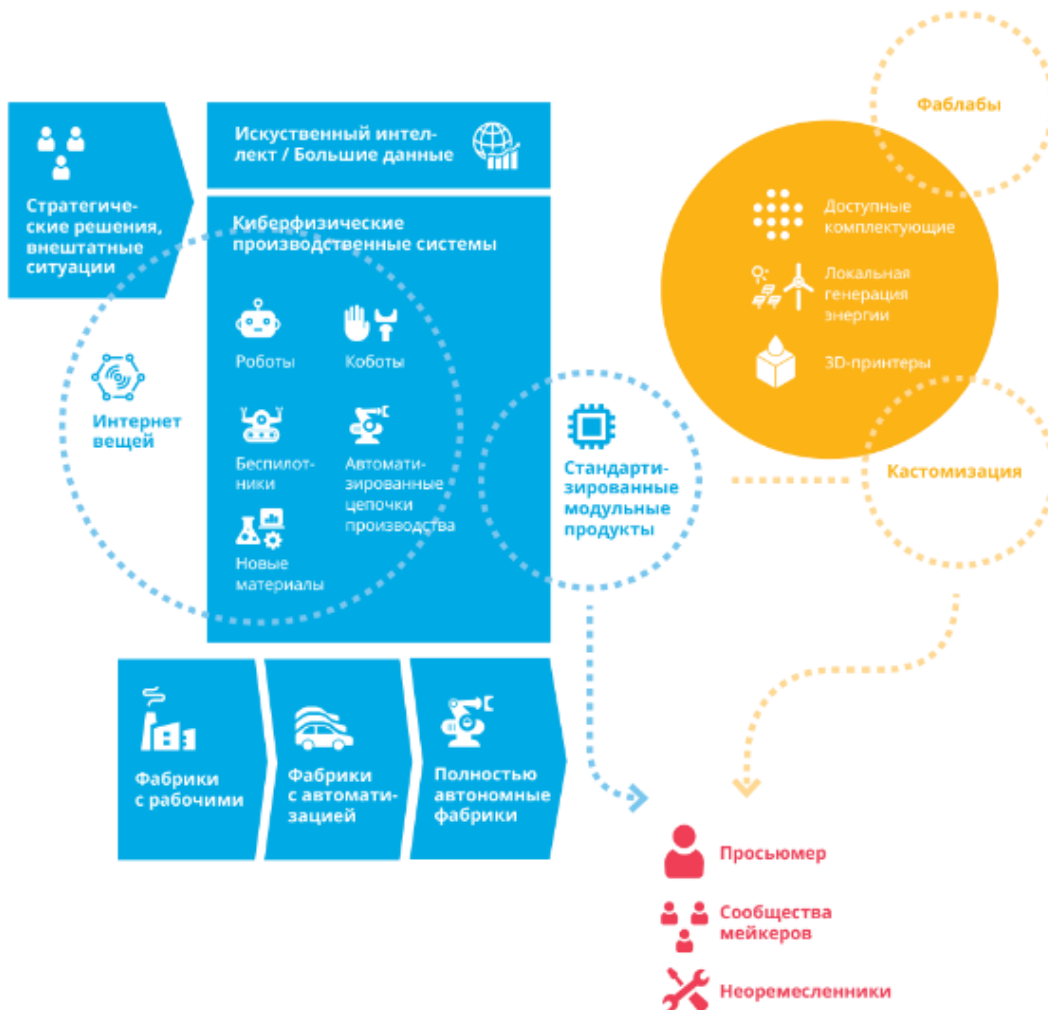 Фаблабы
Искуственный интел-
лект / Большие данные
Стратегиче-
ские решения,
внештатные
ситуации
Киберфизические
производственные системы
Доступные
комплектующие
Локальная
генерация
энергии
3D-принтеры
Роботы
Коботы
Интернет
вещей
Беспилот-
ники
Автомати-
зированные
цепочки
производства
Новые
материалы
Стандарти-
зированные
модульные
продукты
Кастомизация
Фабрики
с рабочими
Фабрики
с автомати-
зацией
Полностью
автономные
фабрики
Просьюмер
Сообщества
мейкеров
Неоремесленники